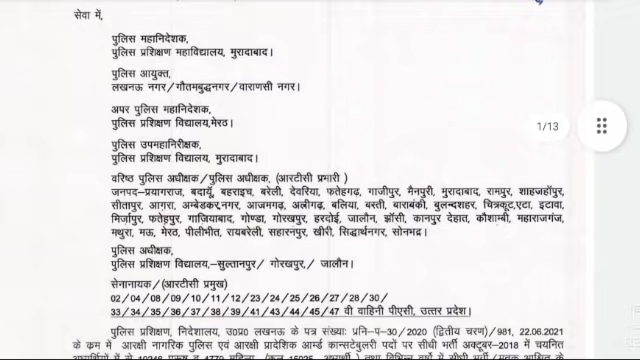 सेवा में,
पुलिस महानिदेशक,
पुलिस प्रशिक्षण महाविद्यालय, मुरादाबाद।
पुलिस आयुक्त,
लखनऊ नगर/गौतमबुद्धनगर/वाराणसी नगर।
अपर पुलिस महानिदेशक,
पुलिस प्रशिक्षण विद्यालय,मेरठ।
पुलिस उपमहानिरीक्षक,
पुलिस प्रशिक्षण विद्यालय, मुरादाबाद।
वरिष्ठ पुलिस अधीक्षक/पुलिस अधीक्षक, (आरटीसी प्रभारी )
जनपद–प्रयागराज, बदायूँ, बहराइच, बरेली, देवरिया, फतेहगढ़, गाजीपुर, मैनपुरी, मुरादाबाद, रामपुर, शाहजहाँपुर,
सीतापुर, आगरा, अम्बेडकरनगर, आजमगढ़, अलीगढ़, बलिया, बस्ती, बाराबंकी, बुलन्दशहर, चित्रकूट,एटा, इटावा,
मिर्जापुर, फतेहपुर, गाजियाबाद, गोण्डा, गोरखपुर, हरदोई, जालौन, झाँसी, कानपुर देहात, कौशाम्बी, महाराजगंज,
मथुरा, मऊ, मेरठ, पीलीभीत, रायबरेली, सहारनपुर, खीरी, सिद्धार्थनगर, सोनभद्र।
पुलिस अधीक्षक,
पुलिस प्रशिक्षण विद्यालय,–सुल्तानपुर/ गोरखपुर,/ जालौन।
सेनानायक/(आरटीसी प्रमुख)
02/04/08/09/10/11/12/23/24/25/26/27/28/30/
33/34/35/36/37/38/39/41/43/44/45/47 वी वाहिनी पीएसी, उत्तर प्रदेश।
पुलिस प्रशिक्षण, निदेशालय, उ0प्र0 लखनऊ के पत्र संख्याः प्रनि–प–30/2020 (द्वितीय चरण)/981, 22.06.2021
के क्रम में आरक्षी नागरिक पुलिस एवं आरक्षी प्रादेशिक आर्म्ड कान्सटेबुलरी पदों पर सीधी भर्ती अक्टूबर–2018 में चयनित
1/13